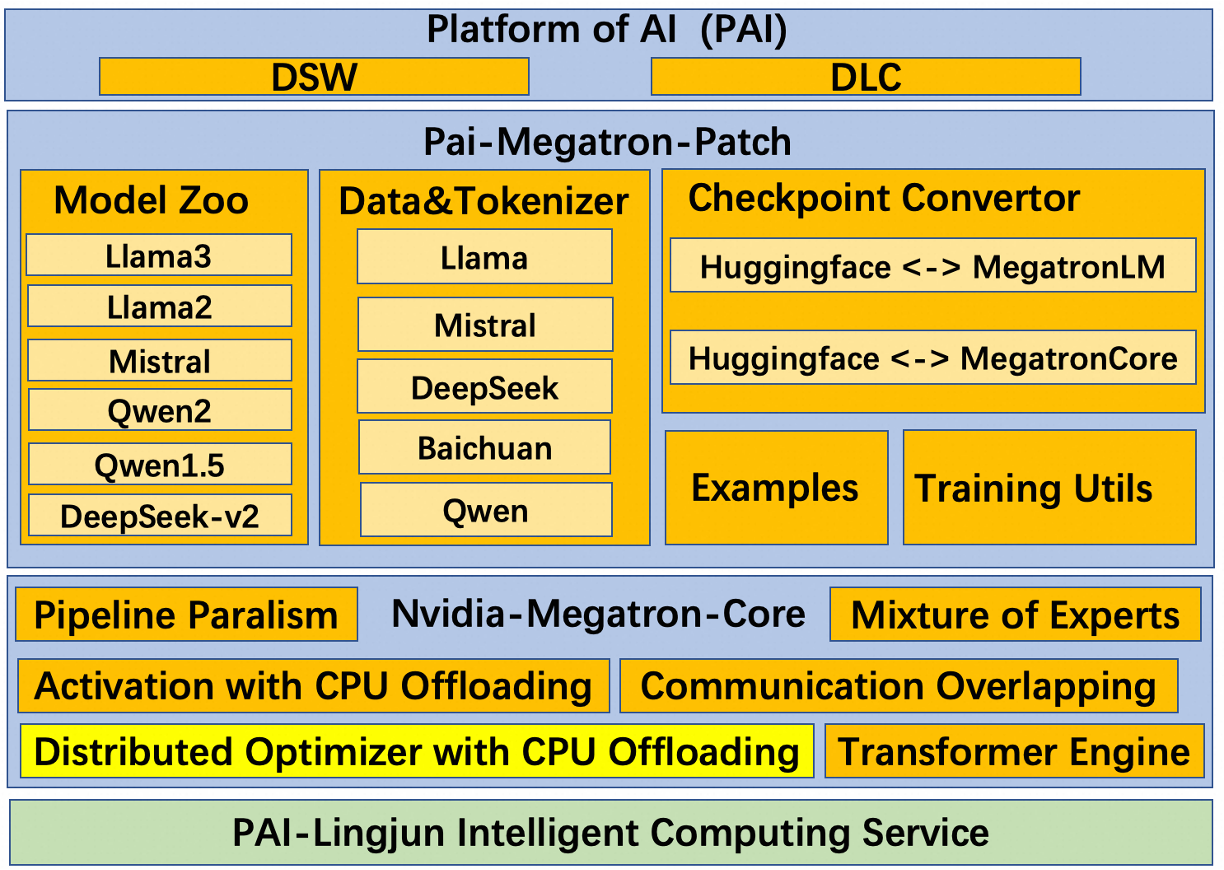 Platform of AI (PAI)
DSW
DLC
Pai-Megatron-Patch
Model Zoo
Llama3
Llama2
Mistral
Qwen2
Qwen1.5
DeepSeek-v2
Data&Tokenizer
Llama
Mistral
DeepSeek
Baichuan
Qwen
Checkpoint Convertor
Huggingface <-> MegatronLM
Huggingface <-> MegatronCore
Examples
Training Utils
Pipeline Paralism
Nvidia-Megatron-Core
Mixture of Experts
Activation with CPU Offloading
Communication Overlapping
Distributed Optimizer with CPU Offloading
Transformer Engine
PAI-Lingjun Intelligent Computing Service